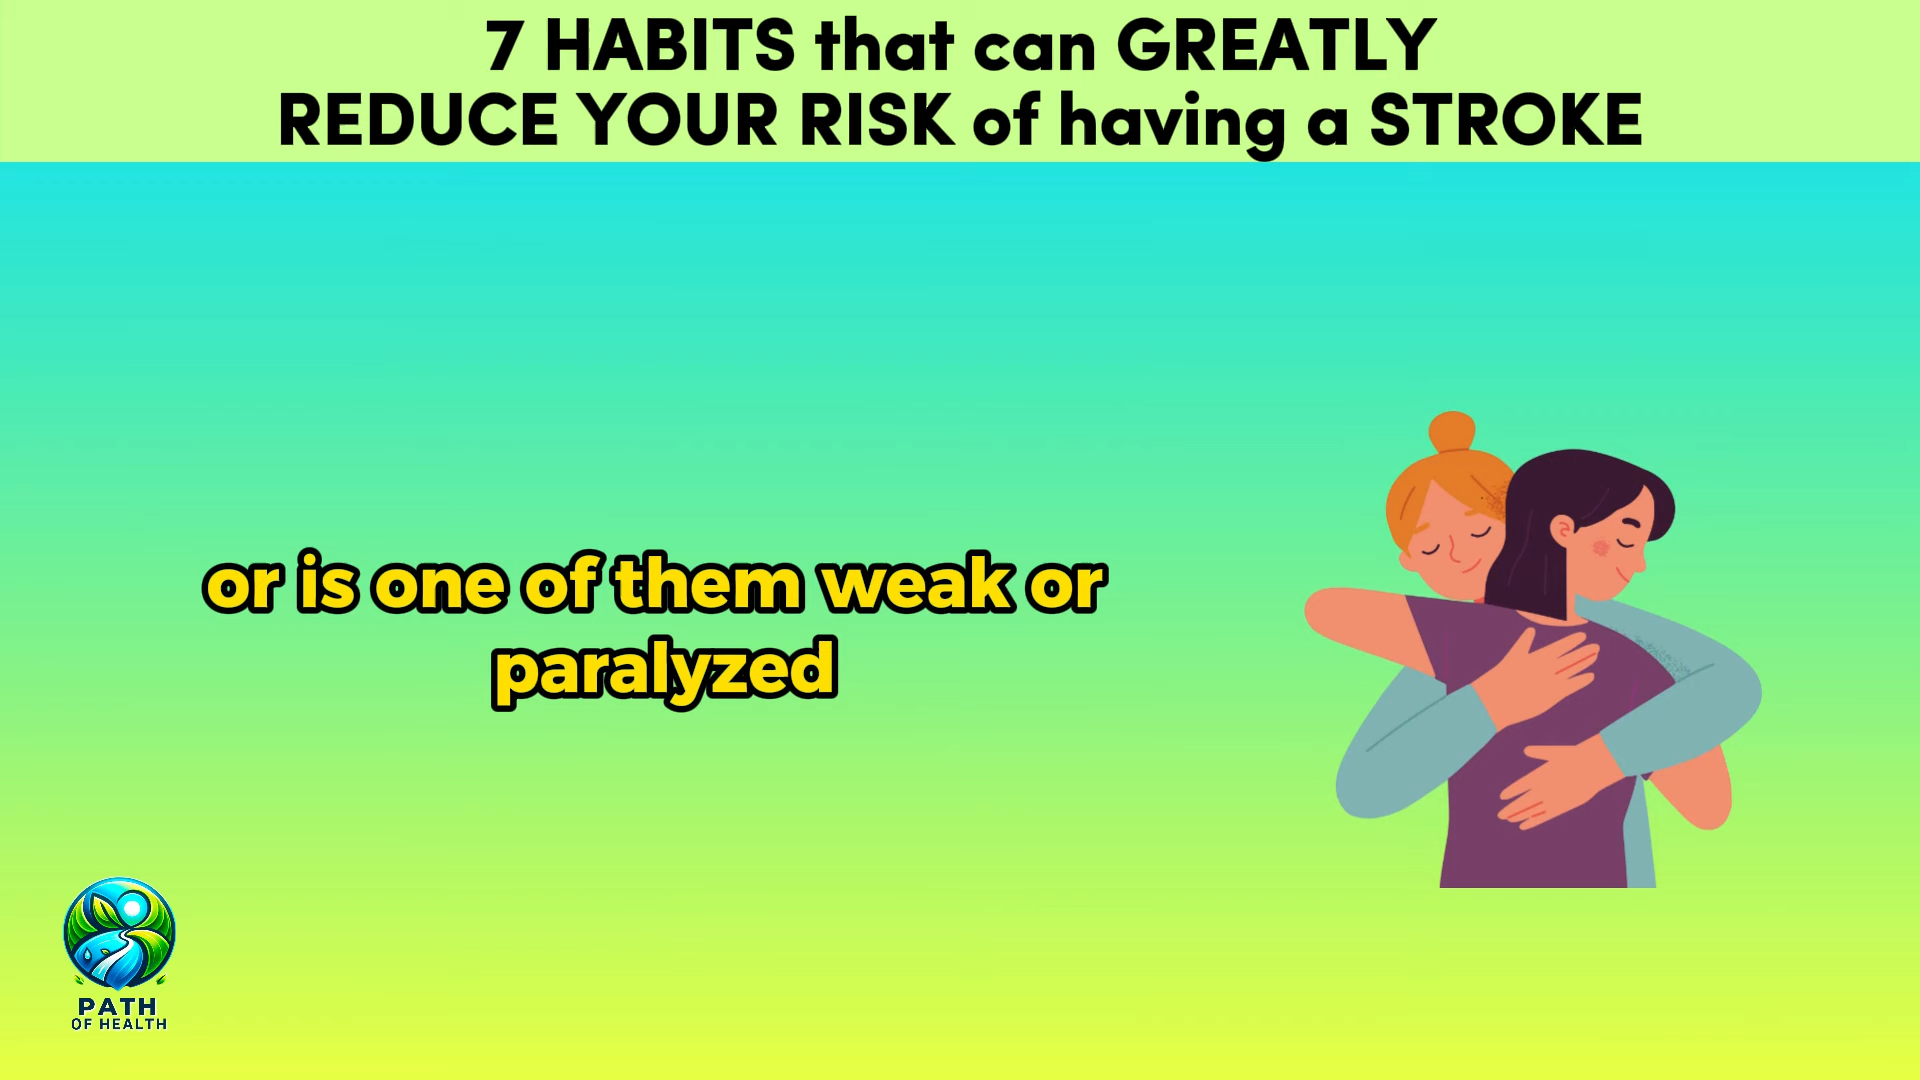 7 HABITS that can GREATLY
REDUCE YOUR RISK of having a STROKE
or is one of them weak or
paralyzed
PATH
OF HEALTH